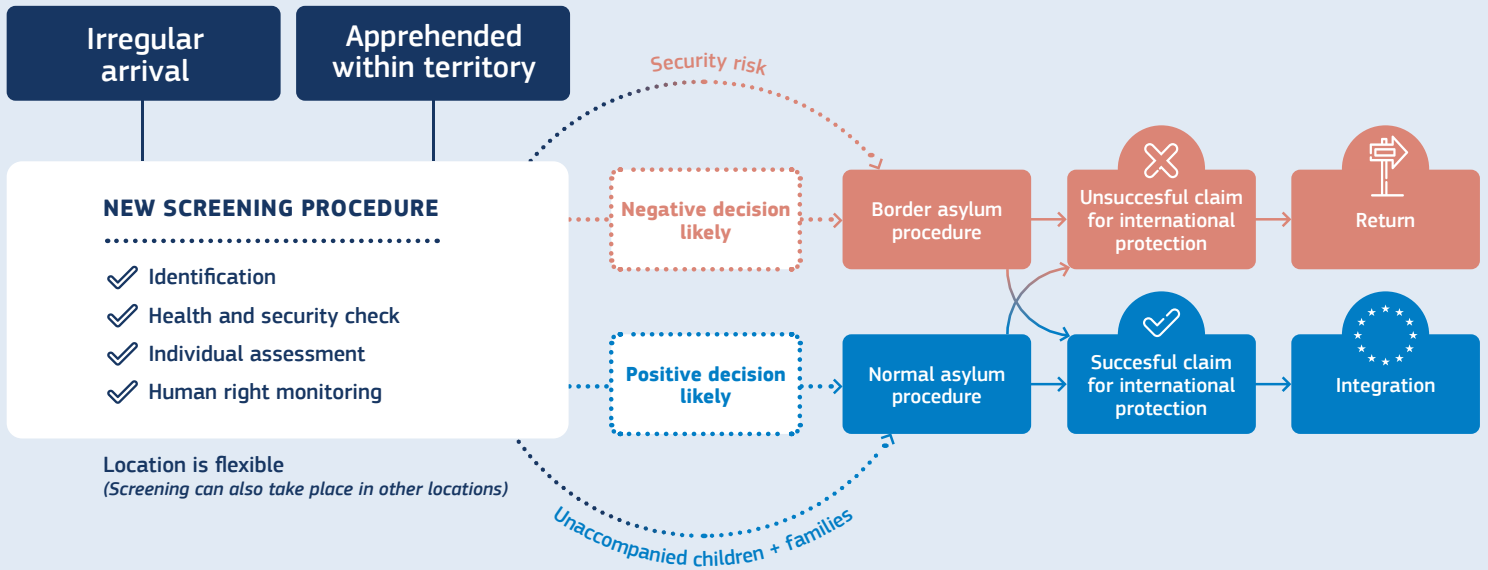 Irregular
arrival
Apprehended
within territory
NEW SCREENING PROCEDURE
Identification
Health and security check
Individual assessment
Human right monitoring
Location is flexible
(Screening can also take place in other locations)
Security risk
Negative decision
likely
Border asylum
procedure
Unsuccesful claim
for international
protection
Return
Positive decision
likely
Normal asylum
procedure
Succesful claim
for international
protection
Integration
Unaccompanied children + families